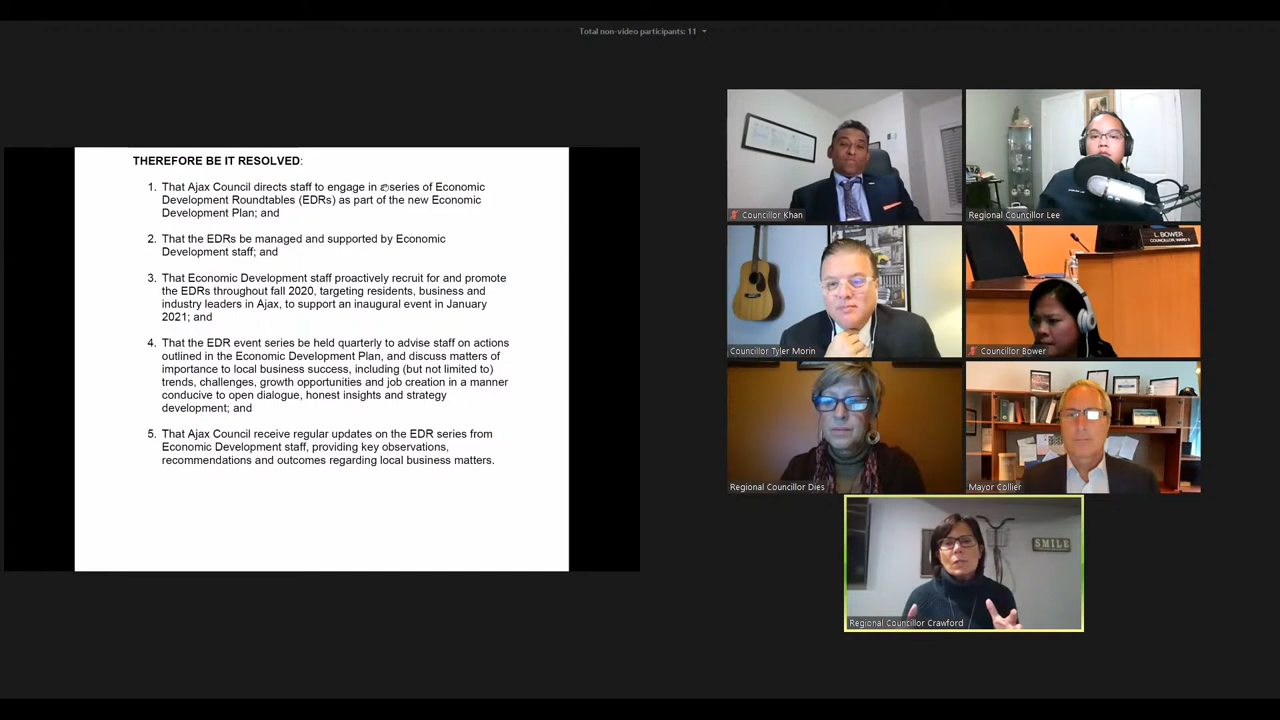 Total non-video participants: 11
THEREFORE BE IT RESOLVED:
1. That Ajax Council directs staff to engage in series of Economic
Development Roundtables (EDRs) as part of the new Economic
Development Plan; and
2. That the EDRs be managed and supported by Economic
Development staff; and
3. That Economic Development staff proactively recruit for and promote
the EDRs throughout fall 2020, targeting residents, business and
industry leaders in Ajax, to support an inaugural event in January
2021; and
4. That the EDR event series be held quarterly to advise staff on actions
outlined in the Economic Development Plan, and discuss matters of
importance to local business success, including (but not limited to)
trends, challenges, growth opportunities and job creation in a manner
conducive to open dialogue, honest insights and strategy
development; and
5. That Ajax Council receive regular updates on the EDR series from
Economic Development staff, providing key observations,
recommendations and outcomes regarding local business matters.
Councillor Khan
Regional Councillor Lee
L. BOWER
Councillor Tyler Morin
Councillor Bower
Regional Councillor Dies
Mayor Collier
SMILE
Regional Councillor Crawford